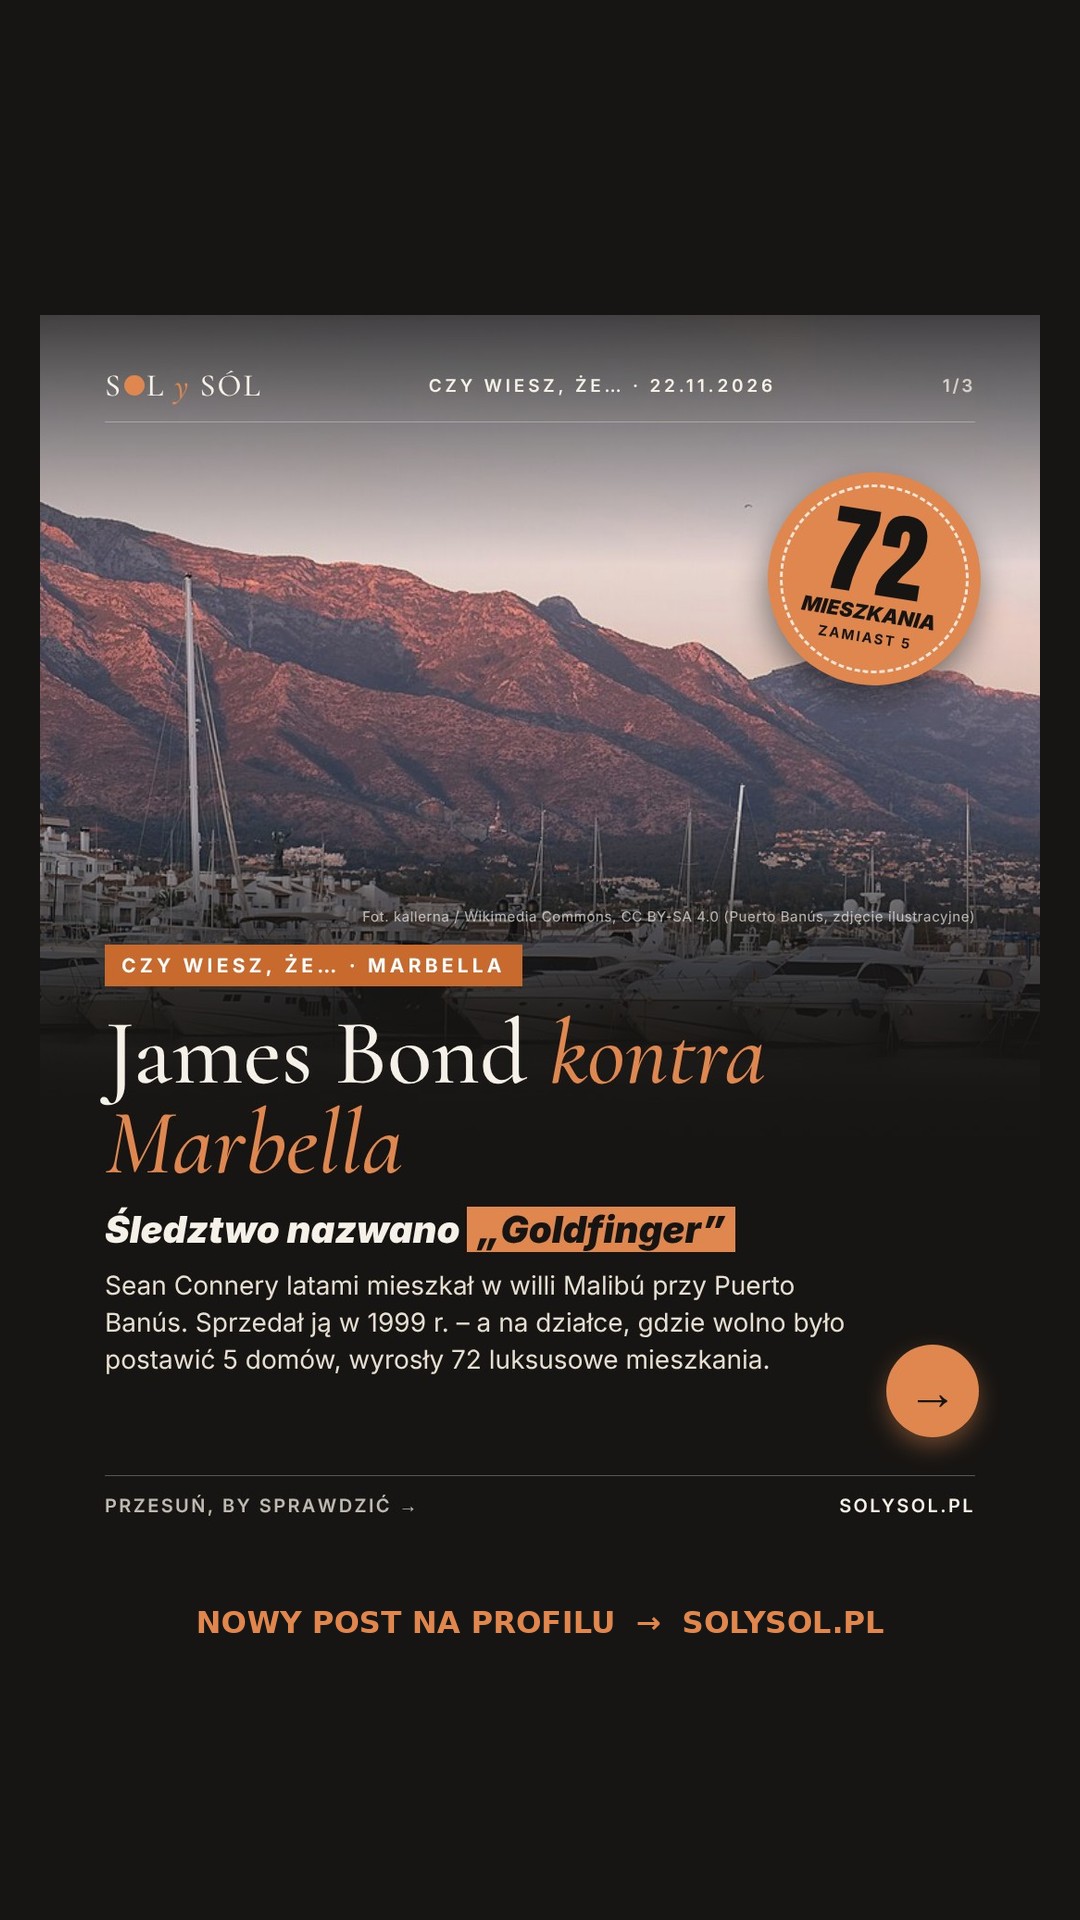 SOL y SÓL
CZY WIESZ, ŻE… · 22.11.2026
1/3
72
MIESZKANIA
ZAMIAST 5
Fot. kallerna / Wikimedia Commons, CC BY-SA 4.0 (Puerto Banús, zdjęcie ilustracyjne)
CZY WIESZ, ŻE… · MARBELLA
James Bond kontra
Marbella
Śledztwo nazwano „Goldfinger”
Sean Connery latami mieszkał w willi Malibú przy Puerto
Banús. Sprzedał ją w 1999 r. – a na działce, gdzie wolno było
postawić 5 domów, wyrosły 72 luksusowe mieszkania.
→
PRZESUŃ, BY SPRAWDZIĆ →
SOLYSOL.PL
NOWY POST NA PROFILU → SOLYSOL.PL